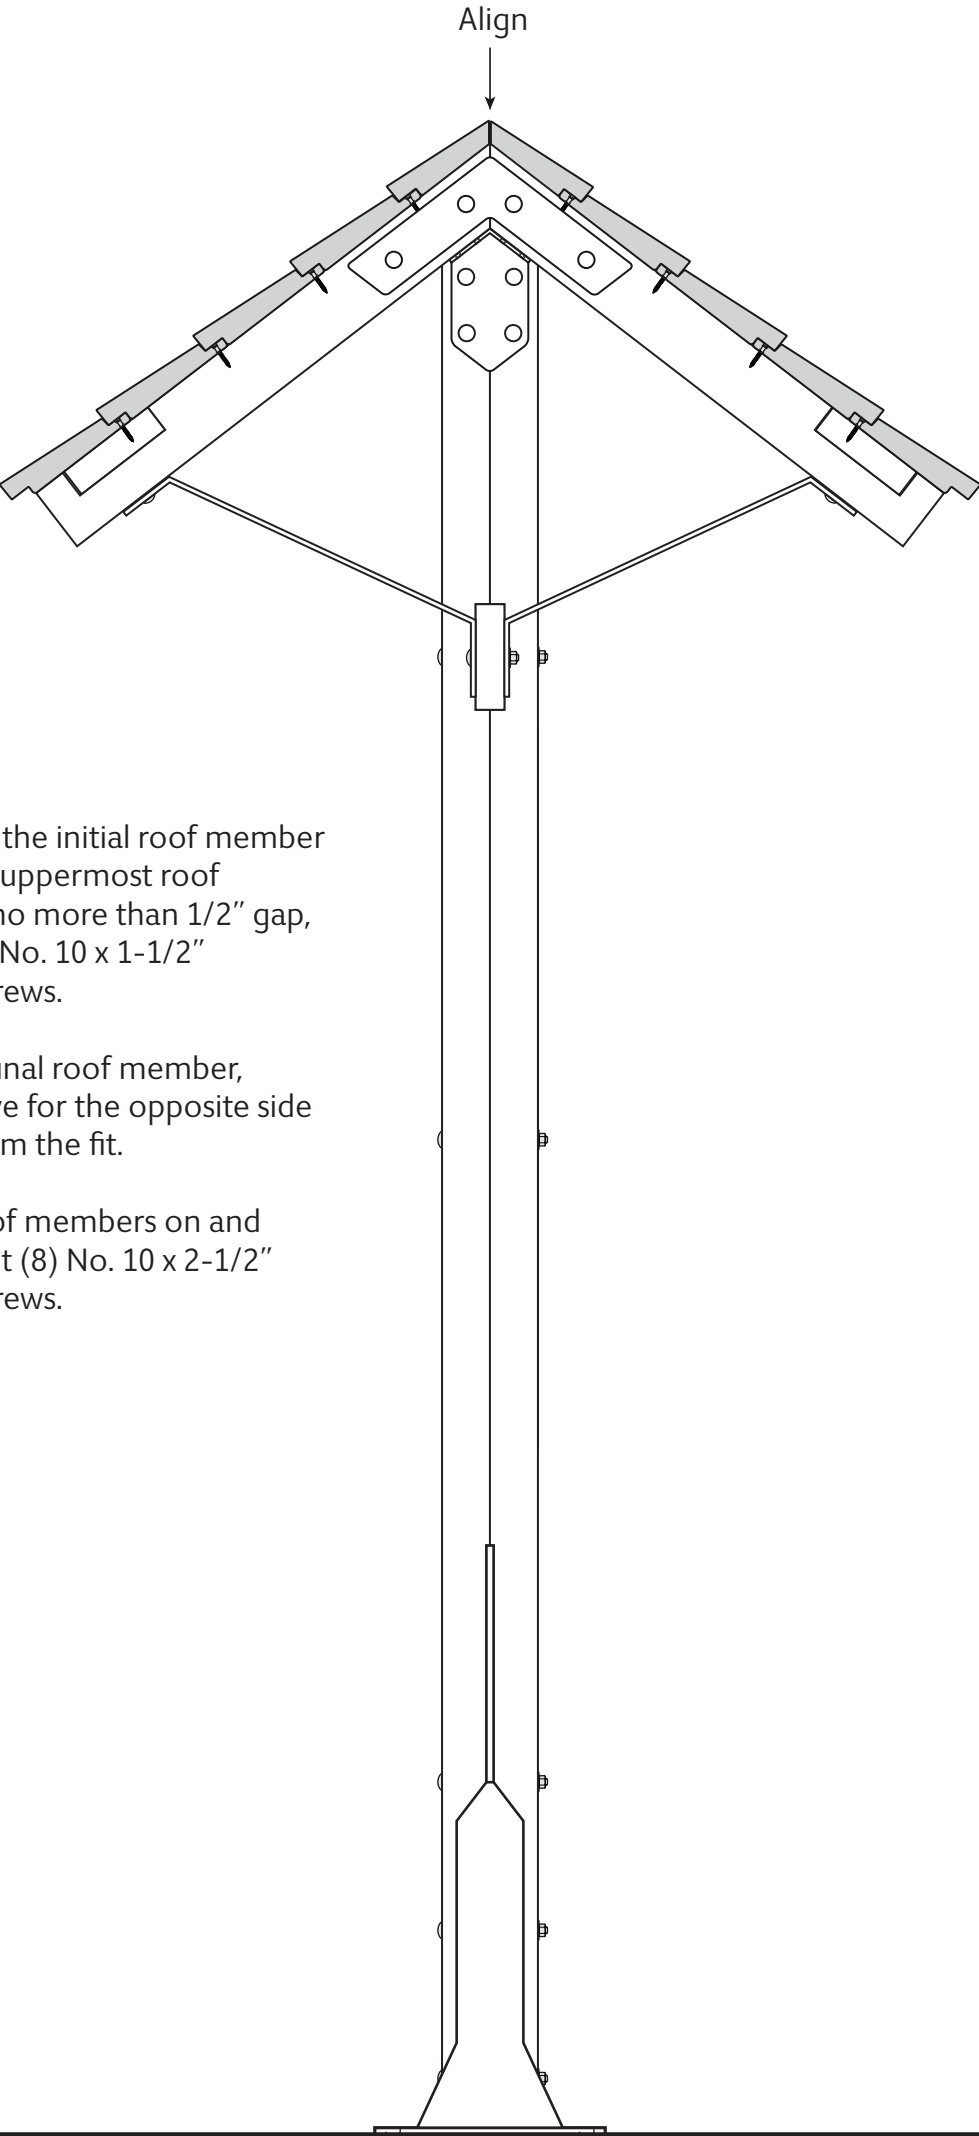 Align
the initial roof member
uppermost roof
no more than 1/2” gap,
No. 10 x 1-1/2”
rews.
unal roof member,
ve for the opposite side
m the fit.
of members on and
t (8) No. 10 x 2-1/2”
rews.